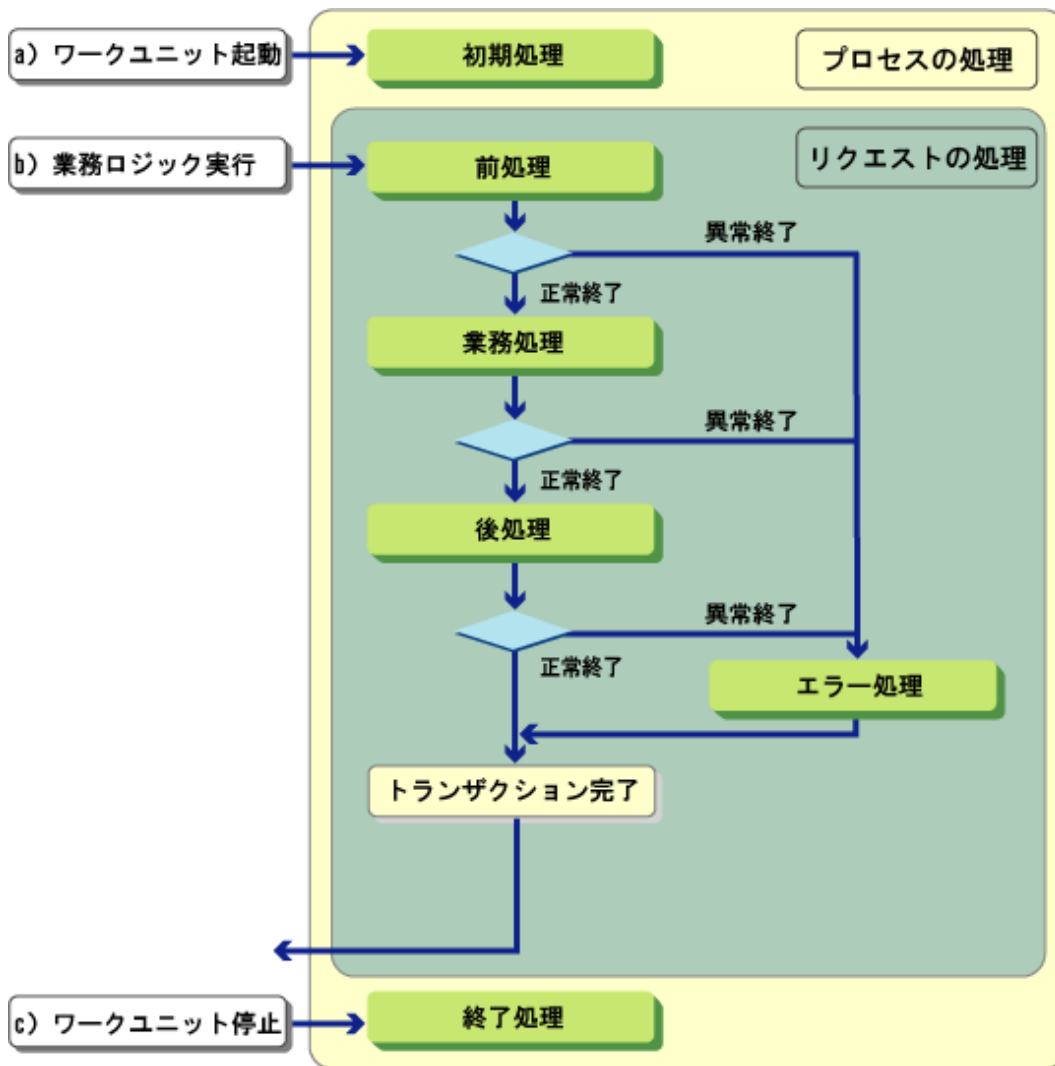 a) ワークユニット起動
初期処理
プロセスの処理
b) 業務ロジック実行
前処理
リクエストの処理
異常終了
正常終了
業務処理
異常終了
正常終了
後処理
異常終了
正常終了
エラー処理
トランザクション完了
c) ワークユニット停止
終了処理